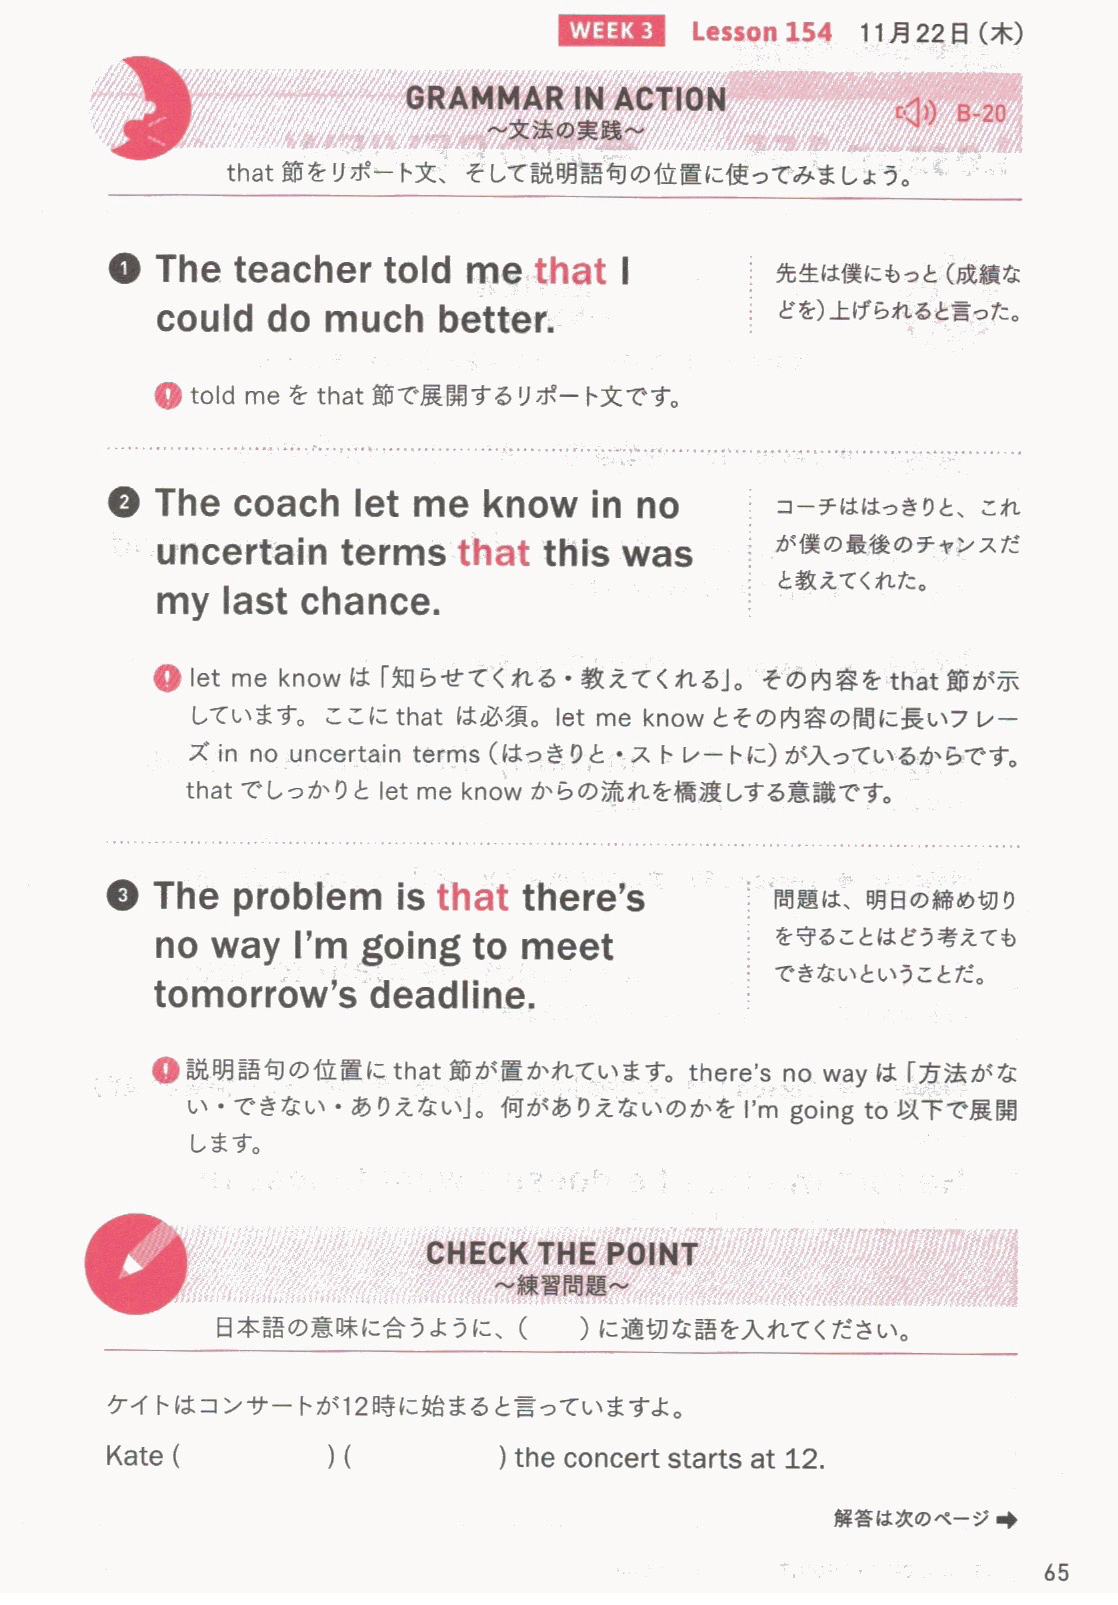 WEEK 3 Lesson 154 11月22日(木)
GRAMMAR IN ACTION
～文法の実践～
B-20
that 節をリポート文、そして説明語句の位置に使ってみましょう。
1 The teacher told me that I
could do much better.
先生は僕にもっと(成績な
どを)上げられると言った。
! told me を that 節で展開するリポート文です。
2 The coach let me know in no
uncertain terms that this was
my last chance.
コーチははっきりと、これ
が僕の最後のチャンスだ
と教えてくれた。
! let me know は「知らせてくれる・教えてくれる」。その内容を that 節が示
しています。ここに that は必須。let me know とその内容の間に長いフレー
ズ in no uncertain terms (はっきりと・ストレートに)が入っているからです。
that でしっかりと let me know からの流れを橋渡しする意識です。
3 The problem is that there's
no way I'm going to meet
tomorrow's deadline.
問題は、明日の締め切り
を守ることはどう考えても
できないということだ。
! 説明語句の位置に that 節が置かれています。there's no way は「方法がな
い・できない・ありえない」。何がありえないのかを I'm going to 以下で展開
します。
CHECK THE POINT
～練習問題～
日本語の意味に合うように、( )に適切な語を入れてください。
ケイトはコンサートが12時に始まると言っていますよ。
Kate ( ) ( ) the concert starts at 12.
解答は次のページ ➡
65